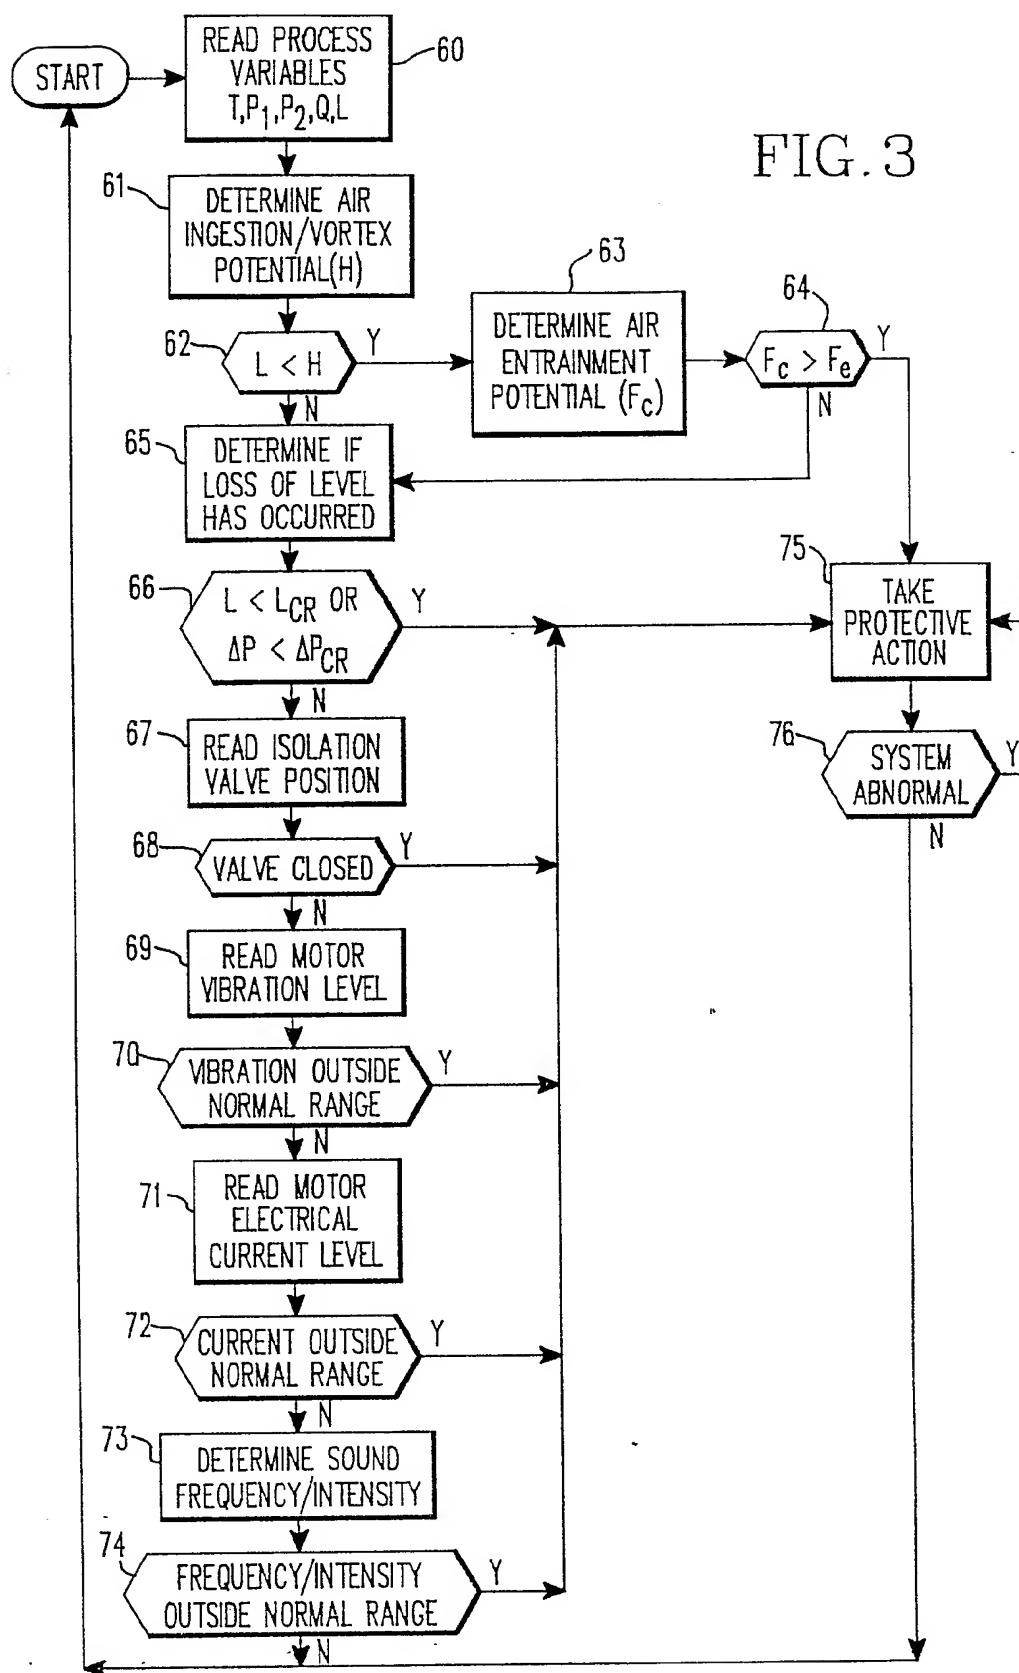 START
READ PROCESS
VARIABLES
T,P1,P2,Q,L
60
FIG. 3
61
DETERMINE AIR
INGESTION/VORTEX
POTENTIAL(H)
62
L < H
Y
N
63
DETERMINE AIR
ENTRAINMENT
POTENTIAL (Fc)
64
Fc > Fe
Y
N
65
DETERMINE IF
LOSS OF LEVEL
HAS OCCURRED
66
L < LCR OR
ΔP < ΔPCR
Y
N
75
TAKE
PROTECTIVE
ACTION
67
READ ISOLATION
VALVE POSITION
76
SYSTEM
ABNORMAL
Y
N
68
VALVE CLOSED
Y
N
69
READ MOTOR
VIBRATION LEVEL
70
VIBRATION OUTSIDE
NORMAL RANGE
Y
N
71
READ MOTOR
ELECTRICAL
CURRENT LEVEL
72
CURRENT OUTSIDE
NORMAL RANGE
Y
N
73
DETERMINE SOUND
FREQUENCY/INTENSITY
74
FREQUENCY/INTENSITY
OUTSIDE NORMAL RANGE
Y
N